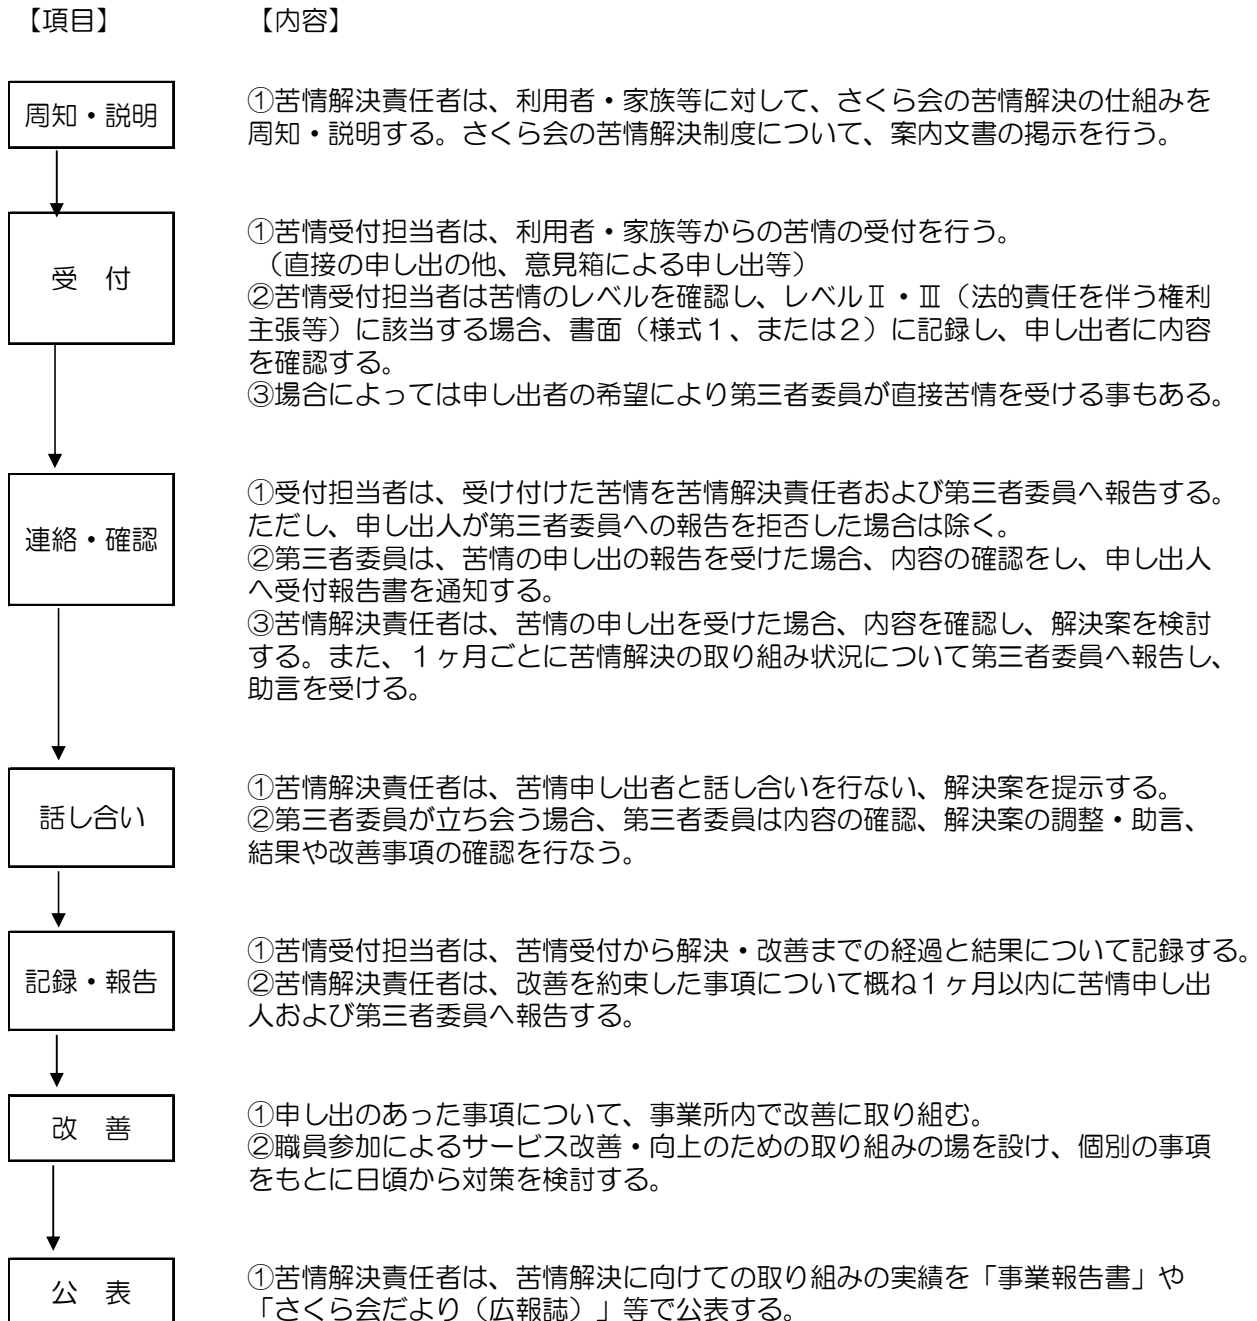 【項目】 【内容】
周知・説明
①苦情解決責任者は、利用者・家族等に対して、さくら会の苦情解決の仕組みを
周知・説明する。さくら会の苦情解決制度について、案内文書の掲示を行う。
受　付
①苦情受付担当者は、利用者・家族等からの苦情の受付を行う。
（直接の申し出の他、意見箱による申し出等）
②苦情受付担当者は苦情のレベルを確認し、レベルⅡ・Ⅲ（法的責任を伴う権利
主張等）に該当する場合、書面（様式１、または２）に記録し、申し出者に内容
を確認する。
③場合によっては申し出者の希望により第三者委員が直接苦情を受ける事もある。
連絡・確認
①受付担当者は、受け付けた苦情を苦情解決責任者および第三者委員へ報告する。
ただし、申し出人が第三者委員への報告を拒否した場合は除く。
②第三者委員は、苦情の申し出の報告を受けた場合、内容の確認をし、申し出人
へ受付報告書を通知する。
③苦情解決責任者は、苦情の申し出を受けた場合、内容を確認し、解決案を検討
する。また、１ヶ月ごとに苦情解決の取り組み状況について第三者委員へ報告し、
助言を受ける。
話し合い
①苦情解決責任者は、苦情申し出者と話し合いを行ない、解決案を提示する。
②第三者委員が立ち会う場合、第三者委員は内容の確認、解決案の調整・助言、
結果や改善事項の確認を行なう。
記録・報告
①苦情受付担当者は、苦情受付から解決・改善までの経過と結果について記録する。
②苦情解決責任者は、改善を約束した事項について概ね１ヶ月以内に苦情申し出
人および第三者委員へ報告する。
改　善
①申し出のあった事項について、事業所内で改善に取り組む。
②職員参加によるサービス改善・向上のための取り組みの場を設け、個別の事項
をもとに日頃から対策を検討する。
公　表
①苦情解決責任者は、苦情解決に向けての取り組みの実績を「事業報告書」や
「さくら会だより（広報誌）」等で公表する。